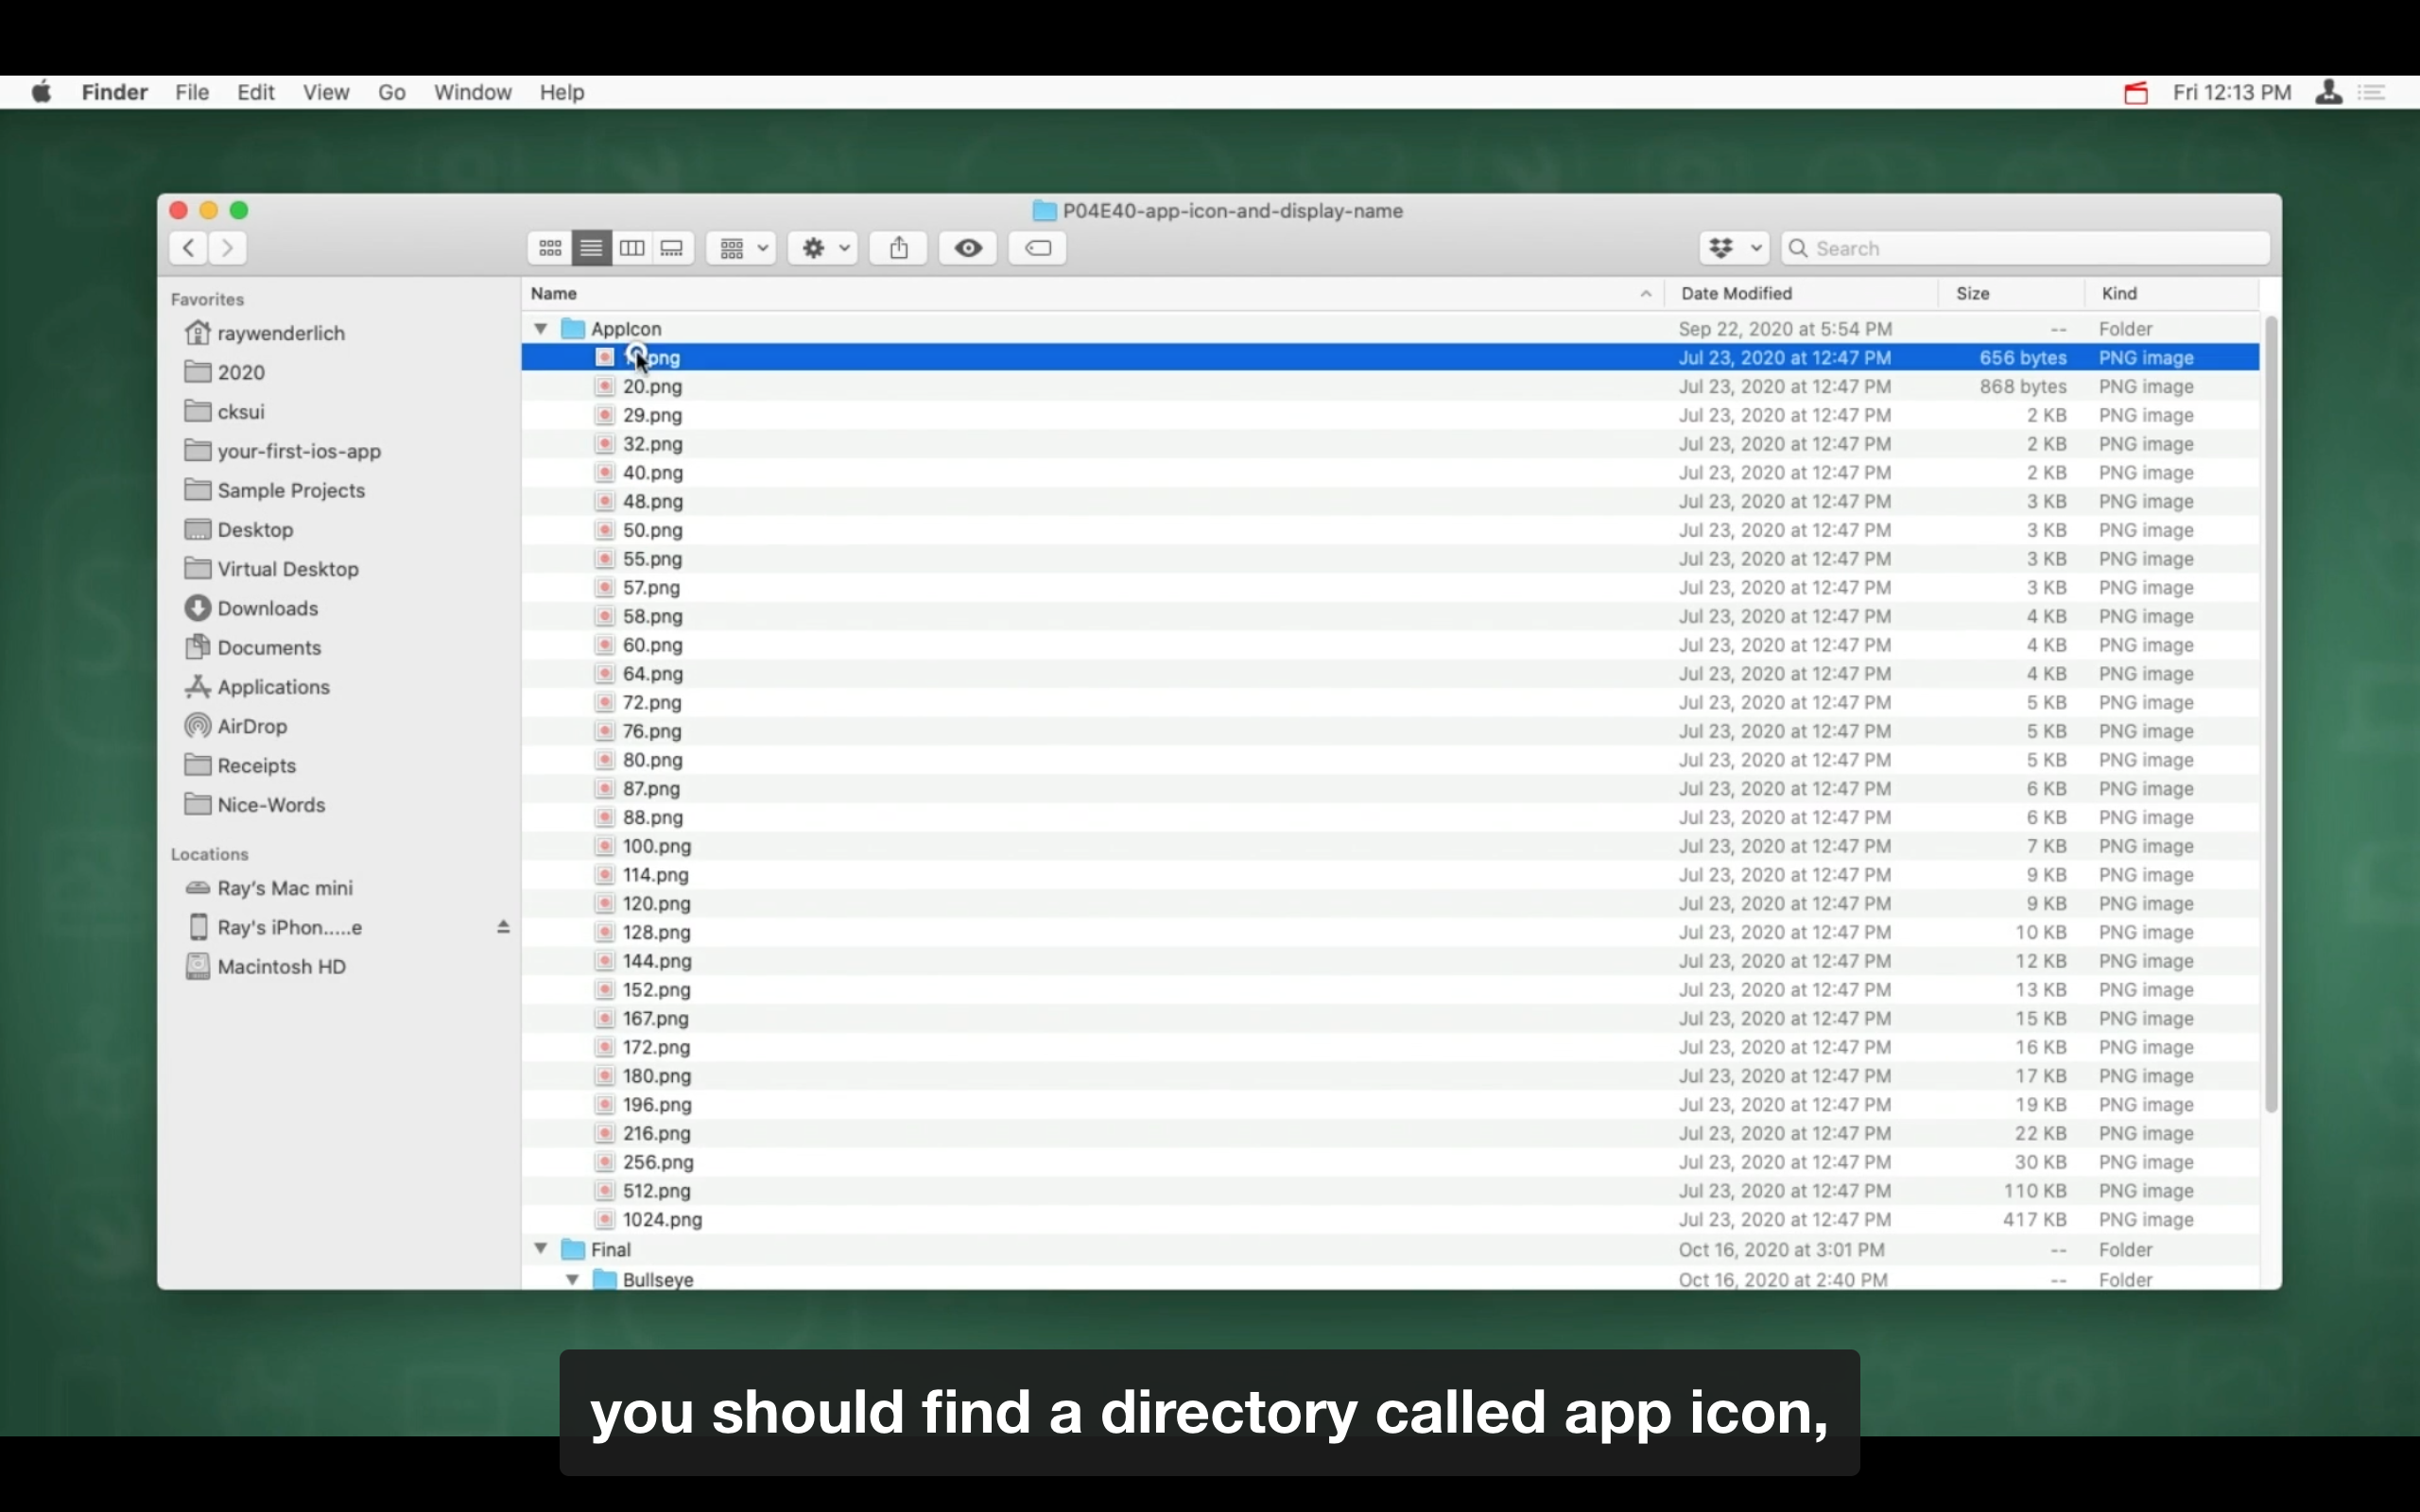 Finder File Edit View Go Window Help Fri 12:13 PM
P04E40-app-icon-and-display-name
Search
Favorites
raywenderlich
2020
cksui
your-first-ios-app
Sample Projects
Desktop
Virtual Desktop
Downloads
Documents
Applications
AirDrop
Receipts
Nice-Words
Locations
Ray's Mac mini
Ray's iPhon.....e
Macintosh HD
Name Date Modified Size Kind
AppIcon Sep 22, 2020 at 5:54 PM -- Folder
.png Jul 23, 2020 at 12:47 PM 656 bytes PNG image
20.png Jul 23, 2020 at 12:47 PM 868 bytes PNG image
29.png Jul 23, 2020 at 12:47 PM 2 KB PNG image
32.png Jul 23, 2020 at 12:47 PM 2 KB PNG image
40.png Jul 23, 2020 at 12:47 PM 2 KB PNG image
48.png Jul 23, 2020 at 12:47 PM 3 KB PNG image
50.png Jul 23, 2020 at 12:47 PM 3 KB PNG image
55.png Jul 23, 2020 at 12:47 PM 3 KB PNG image
57.png Jul 23, 2020 at 12:47 PM 3 KB PNG image
58.png Jul 23, 2020 at 12:47 PM 4 KB PNG image
60.png Jul 23, 2020 at 12:47 PM 4 KB PNG image
64.png Jul 23, 2020 at 12:47 PM 4 KB PNG image
72.png Jul 23, 2020 at 12:47 PM 5 KB PNG image
76.png Jul 23, 2020 at 12:47 PM 5 KB PNG image
80.png Jul 23, 2020 at 12:47 PM 5 KB PNG image
87.png Jul 23, 2020 at 12:47 PM 6 KB PNG image
88.png Jul 23, 2020 at 12:47 PM 6 KB PNG image
100.png Jul 23, 2020 at 12:47 PM 7 KB PNG image
114.png Jul 23, 2020 at 12:47 PM 9 KB PNG image
120.png Jul 23, 2020 at 12:47 PM 9 KB PNG image
128.png Jul 23, 2020 at 12:47 PM 10 KB PNG image
144.png Jul 23, 2020 at 12:47 PM 12 KB PNG image
152.png Jul 23, 2020 at 12:47 PM 13 KB PNG image
167.png Jul 23, 2020 at 12:47 PM 15 KB PNG image
172.png Jul 23, 2020 at 12:47 PM 16 KB PNG image
180.png Jul 23, 2020 at 12:47 PM 17 KB PNG image
196.png Jul 23, 2020 at 12:47 PM 19 KB PNG image
216.png Jul 23, 2020 at 12:47 PM 22 KB PNG image
256.png Jul 23, 2020 at 12:47 PM 30 KB PNG image
512.png Jul 23, 2020 at 12:47 PM 110 KB PNG image
1024.png Jul 23, 2020 at 12:47 PM 417 KB PNG image
Final Oct 16, 2020 at 3:01 PM -- Folder
Bullseye Oct 16, 2020 at 2:40 PM -- Folder
you should find a directory called app icon,